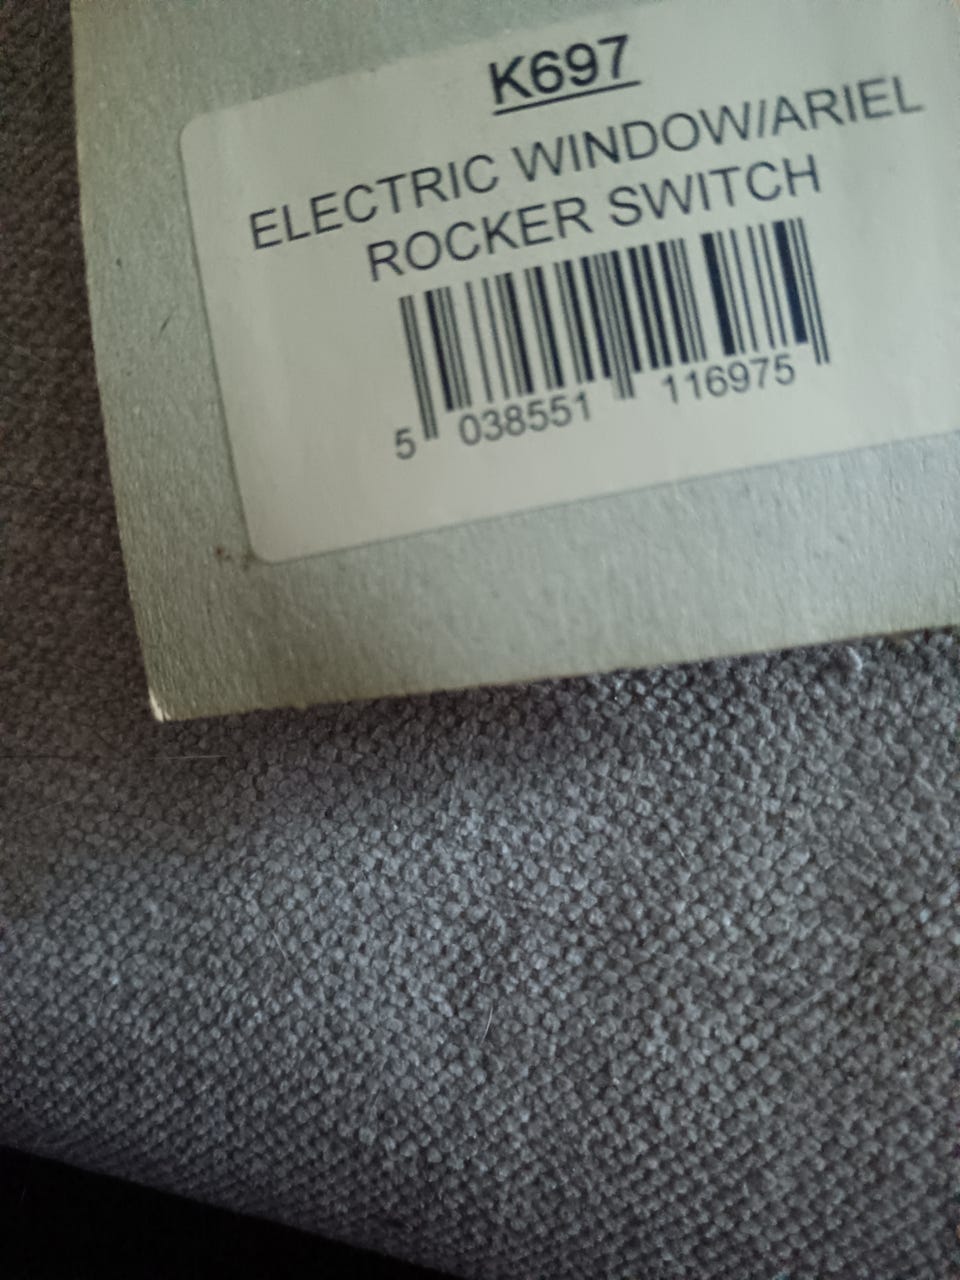 K697
ELECTRIC WINDOW/ARIEL
ROCKER SWITCH
5 038551 116975